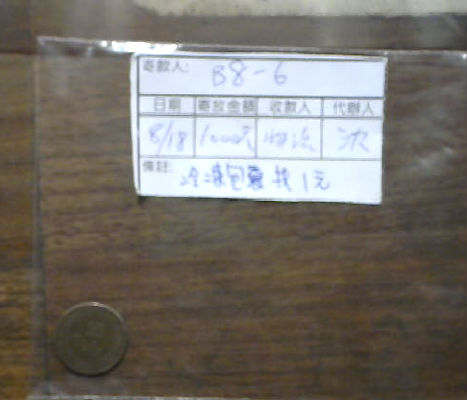 寄款人: B8-6
日期 寄放金額 收款人 代辦人
8/18 1000元 沈
備註: 冷凍包裹 找1元